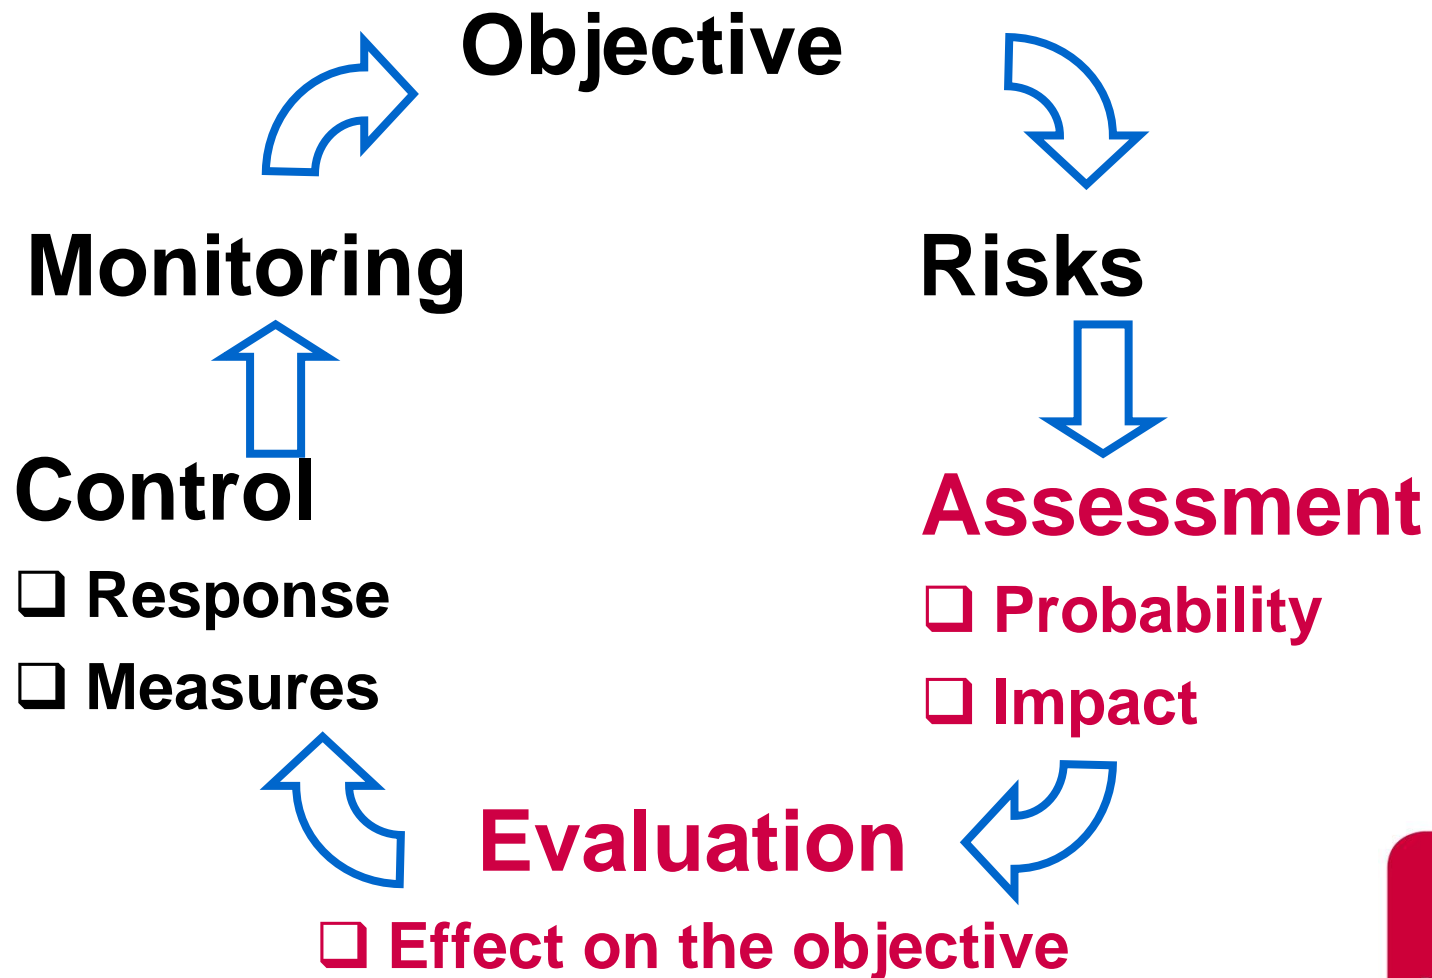 Objective
Monitoring
Risks
Control
❑ Response
❑ Measures
Assessment
❑ Probability
❑ Impact
Evaluation
❑ Effect on the objective